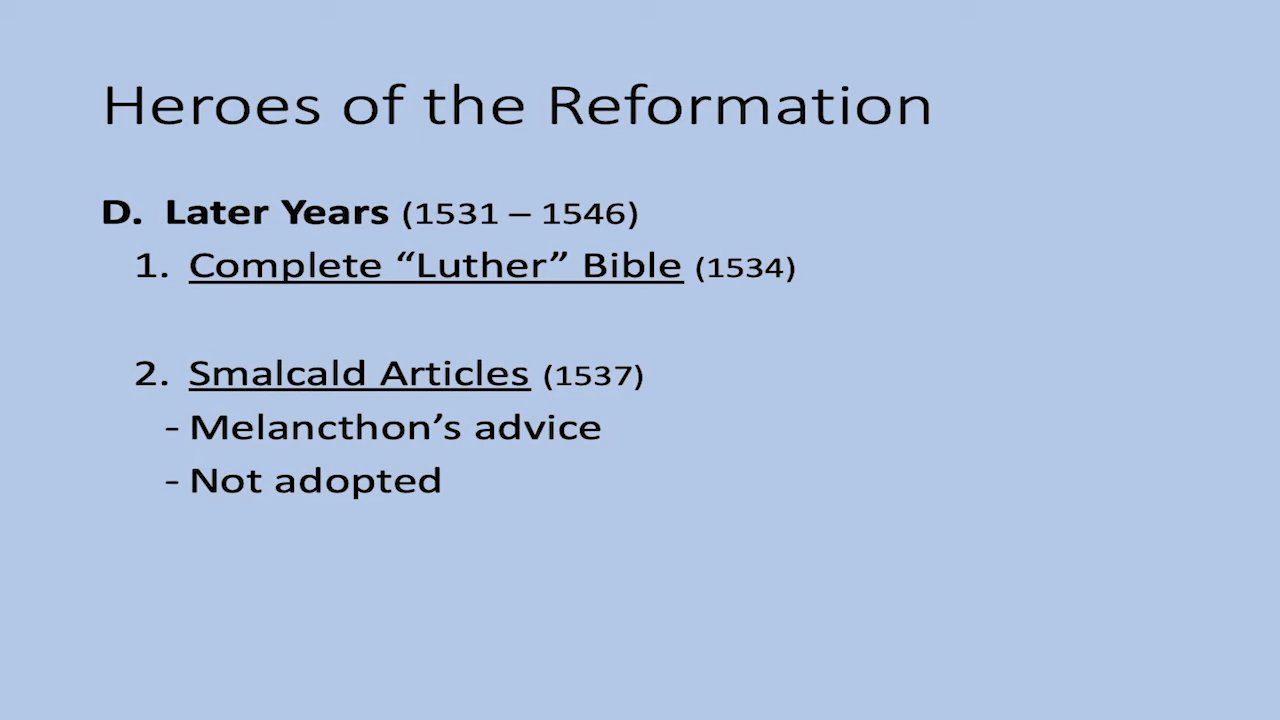 Heroes of the Reformation
D. Later Years (1531 – 1546)
1. Complete “Luther” Bible (1534)
2. Smalcald Articles (1537)
- Melancthon’s advice
- Not adopted